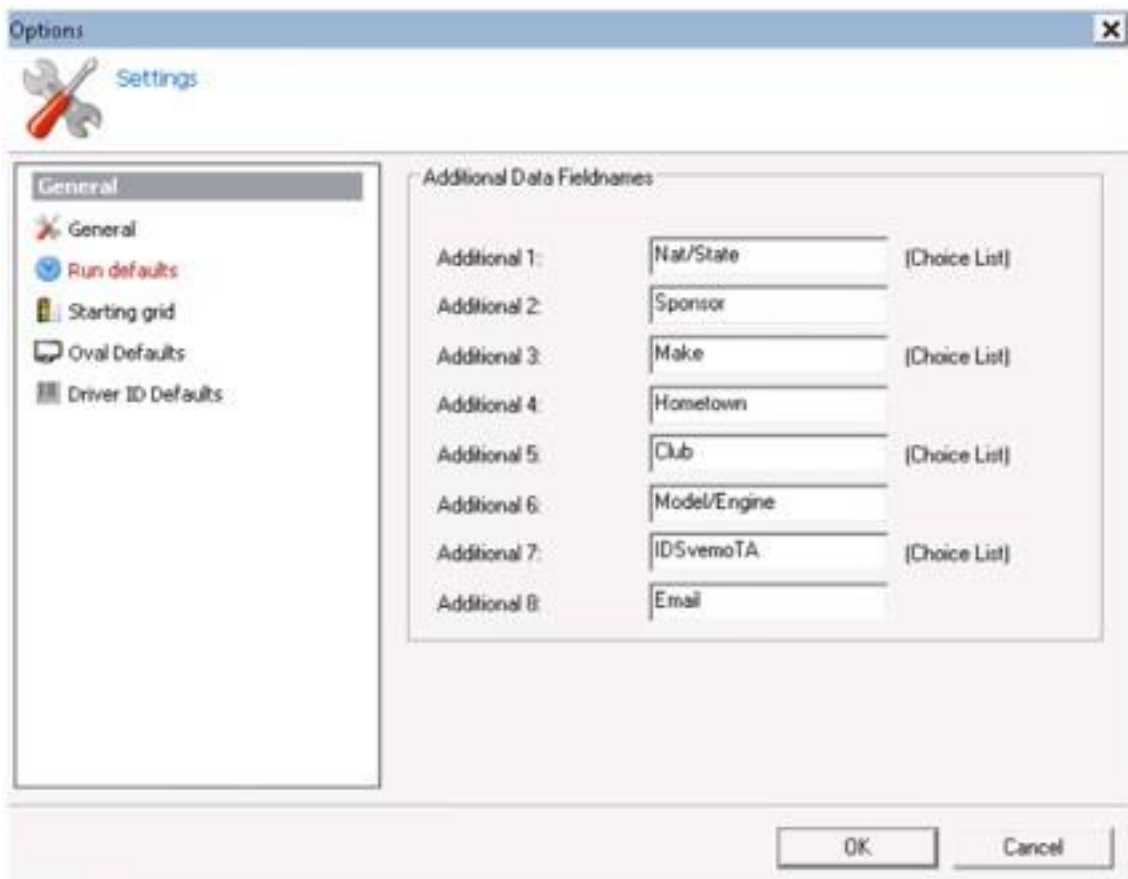 Options
Settings
General
General
Run defaults
Starting grid
Oval Defaults
Driver ID Defaults
Additional Data Fieldnames
Additional 1: Nat/State (Choice List)
Additional 2: Sponsor
Additional 3: Make (Choice List)
Additional 4: Hometown
Additional 5: Club (Choice List)
Additional 6: Model/Engine
Additional 7: IDSvemoTA (Choice List)
Additional 8: Email
OK Cancel